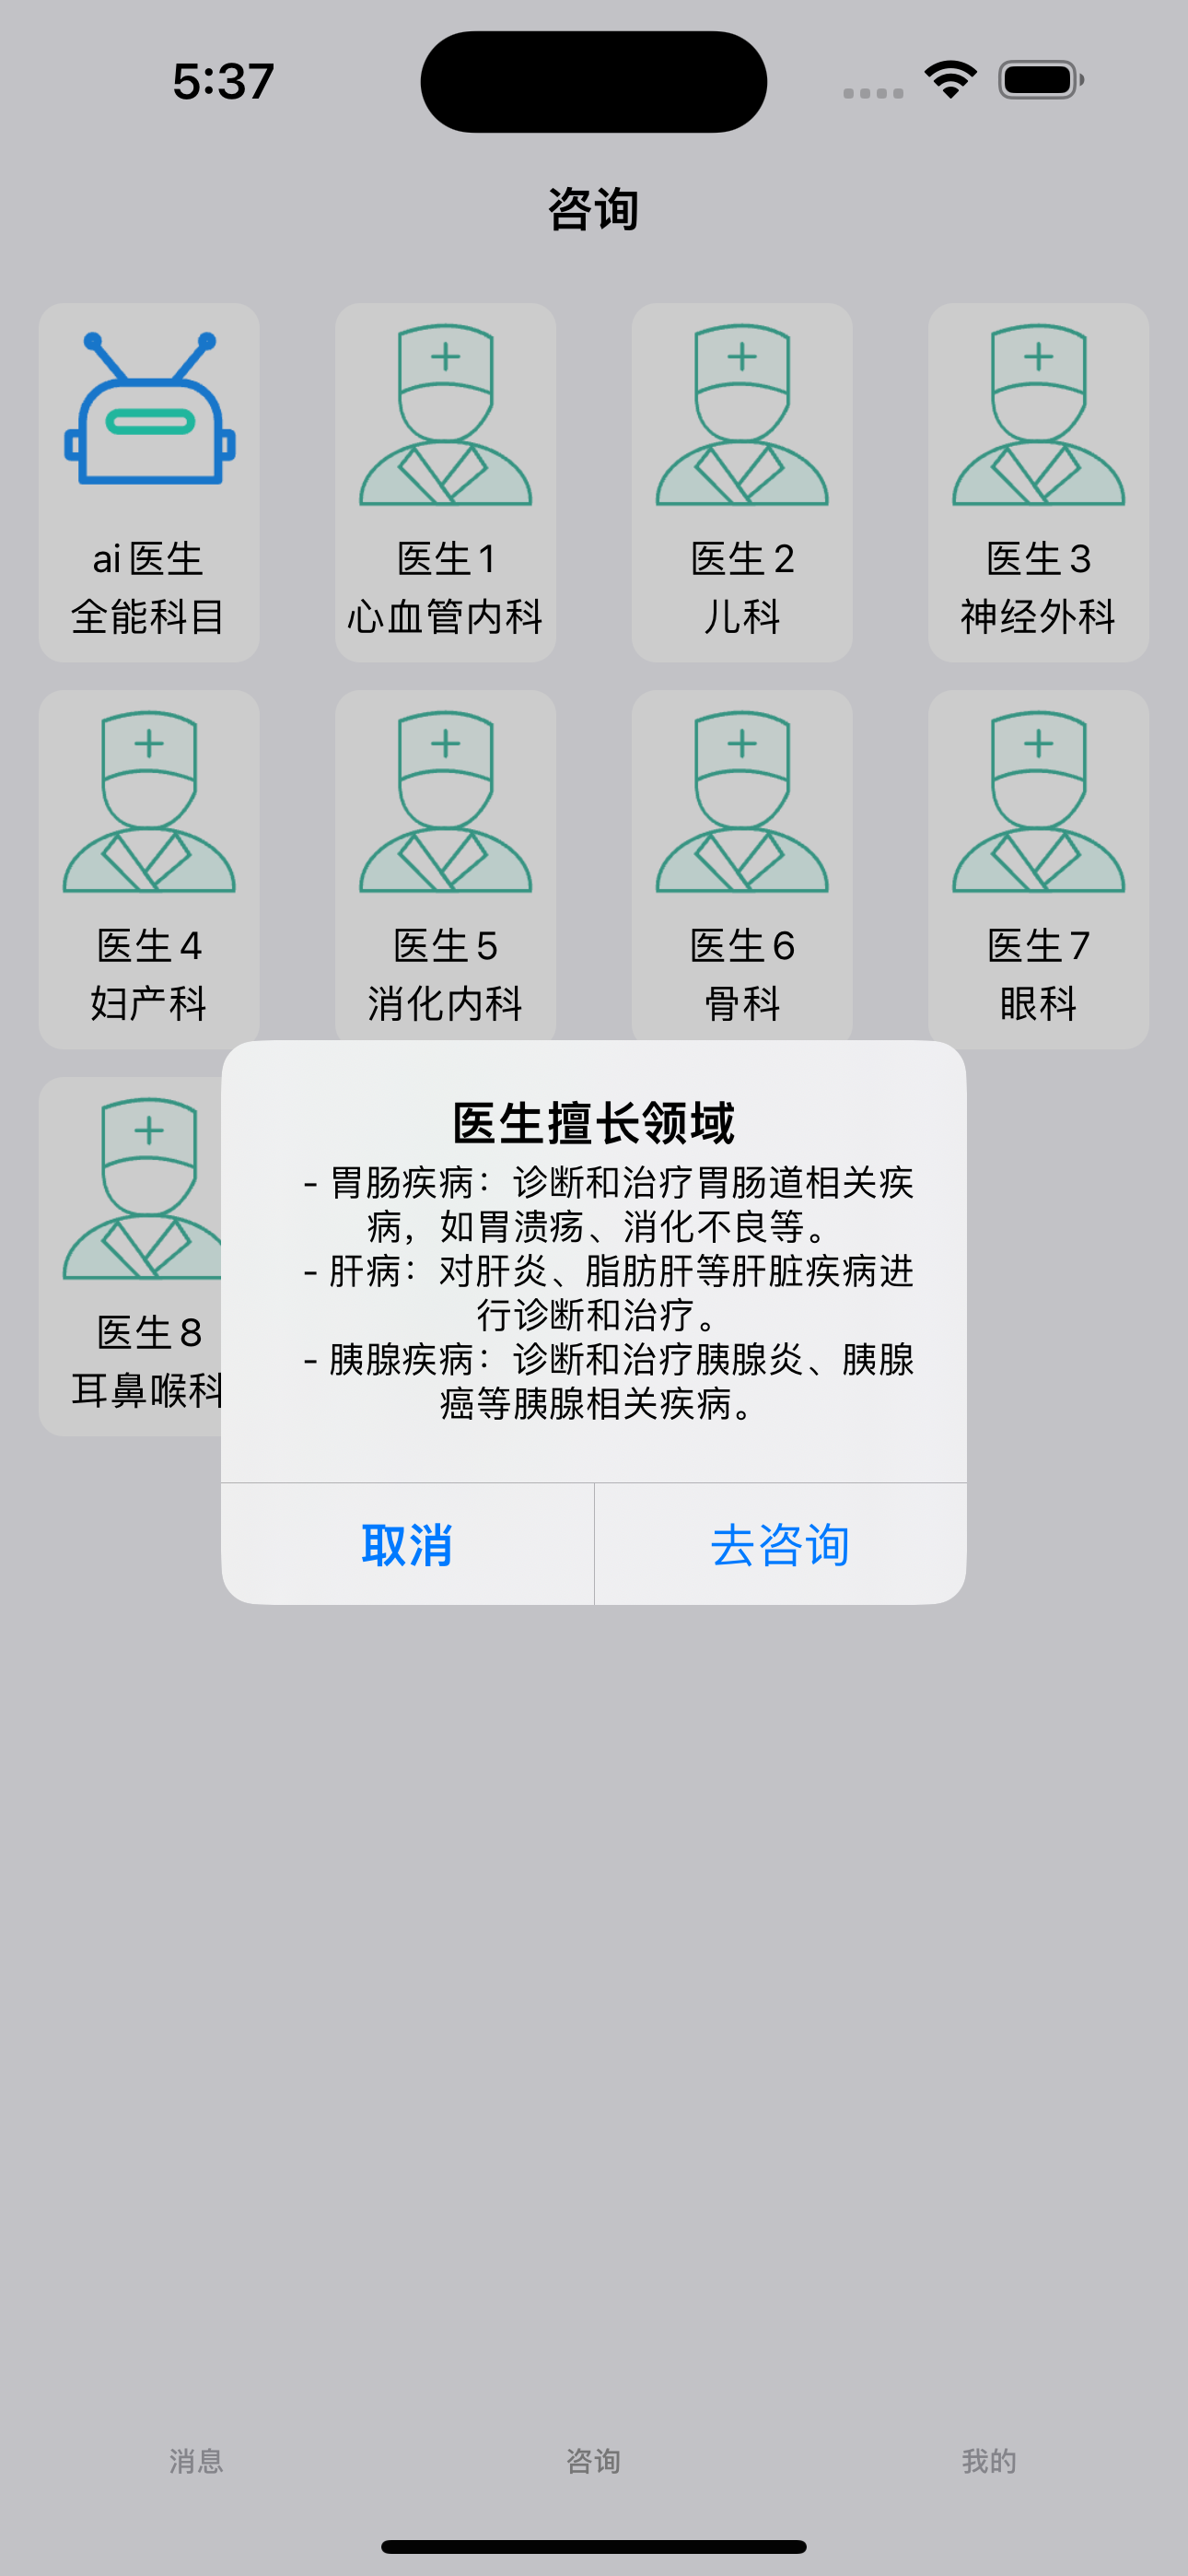 5:37
咨询
ai 医生
全能科目
医生 1
心血管内科
医生 2
儿科
医生 3
神经外科
医生 4
妇产科
医生 5
消化内科
医生 6
骨科
医生 7
眼科
医生 8
耳鼻喉科
医生擅长领域
- 胃肠疾病：诊断和治疗胃肠道相关疾
病，如胃溃疡、消化不良等。
- 肝病：对肝炎、脂肪肝等肝脏疾病进
行诊断和治疗。
- 胰腺疾病：诊断和治疗胰腺炎、胰腺
癌等胰腺相关疾病。
取消
去咨询
消息
咨询
我的